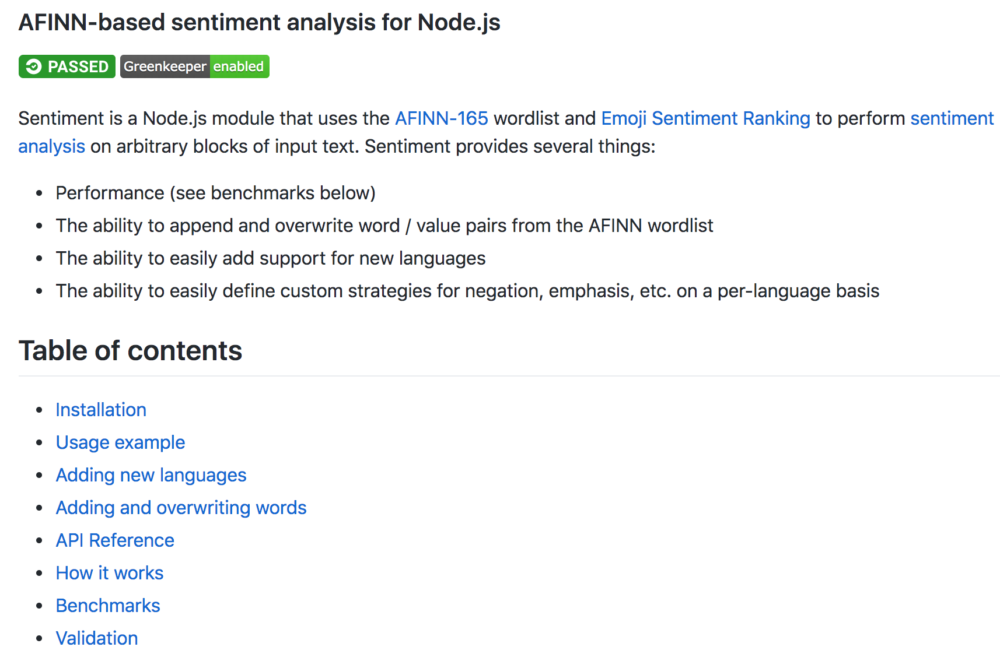 AFINN-based sentiment analysis for Node.js
PASSED Greenkeeper enabled
Sentiment is a Node.js module that uses the AFINN-165 wordlist and Emoji Sentiment Ranking to perform sentiment
analysis on arbitrary blocks of input text. Sentiment provides several things:
• Performance (see benchmarks below)
• The ability to append and overwrite word / value pairs from the AFINN wordlist
• The ability to easily add support for new languages
• The ability to easily define custom strategies for negation, emphasis, etc. on a per-language basis
Table of contents
• Installation
• Usage example
• Adding new languages
• Adding and overwriting words
• API Reference
• How it works
• Benchmarks
• Validation